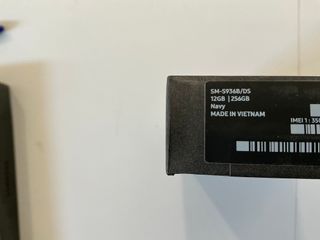 SM-S936B/DS
12GB | 256GB
Navy
MADE IN VIETNAM
IMEI 1 : 35